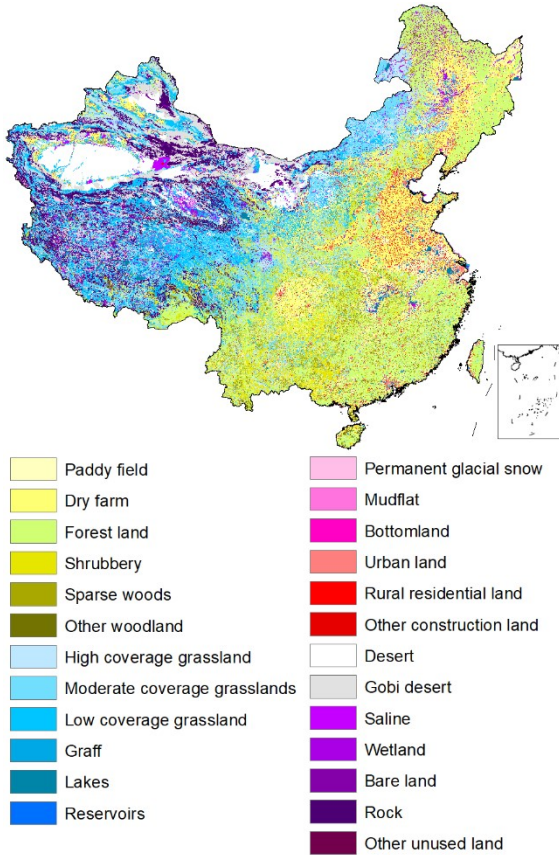 Paddy field
Dry farm
Forest land
Shrubbery
Sparse woods
Other woodland
High coverage grassland
Moderate coverage grasslands
Low coverage grassland
Graff
Lakes
Reservoirs
Permanent glacial snow
Mudflat
Bottomland
Urban land
Rural residential land
Other construction land
Desert
Gobi desert
Saline
Wetland
Bare land
Rock
Other unused land